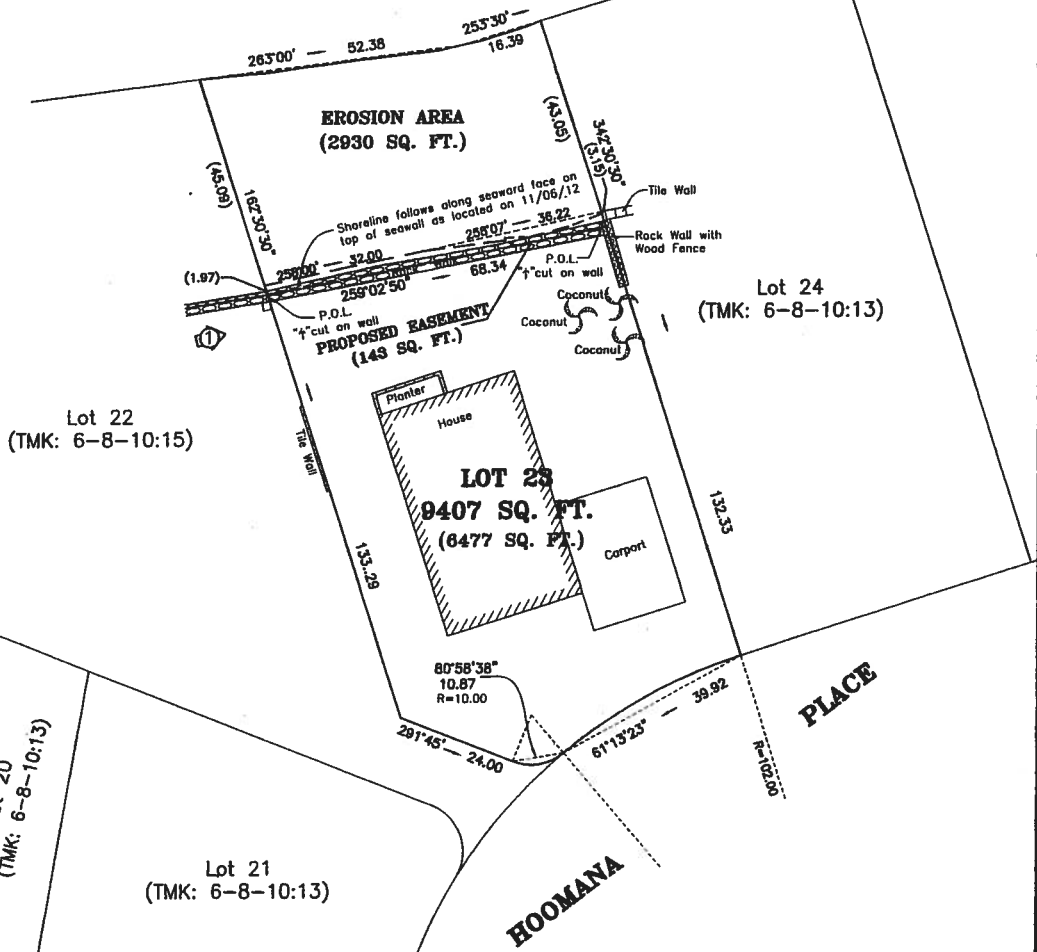 263°00' — 52.38
253°30' —
16.39
EROSION AREA
(2930 SQ. FT.)
(43.05)
342°30'30"
(3.15)
(45.09)
162°30'30"
Tile Wall
Shoreline follows along seaward face on
top of seawall as located on 11/06/12
255°07' 36.22
258°00' 32.00
Rock Wall with
Wood Fence
(1.97)
P.O.L.
"†"cut on wall
259°02'50" — 68.34
P.O.L.
"†"cut on wall
PROPOSED EASEMENT
(143 SQ. FT.)
1
Coconut
Coconut
Coconut
Lot 24
(TMK: 6-8-10:13)
Lot 22
(TMK: 6-8-10:15)
Planter
House
Tile Wall
LOT 23
9407 SQ. FT.
(6477 SQ. FT.)
Carport
132.33
133.29
80°58'38"
10.87
R=10.00
291°45' — 24.00
61°13'23" — 39.92
R=102.00
HOOMANA PLACE
20
(TMK: 6-8-10:13)
Lot 21
(TMK: 6-8-10:13)